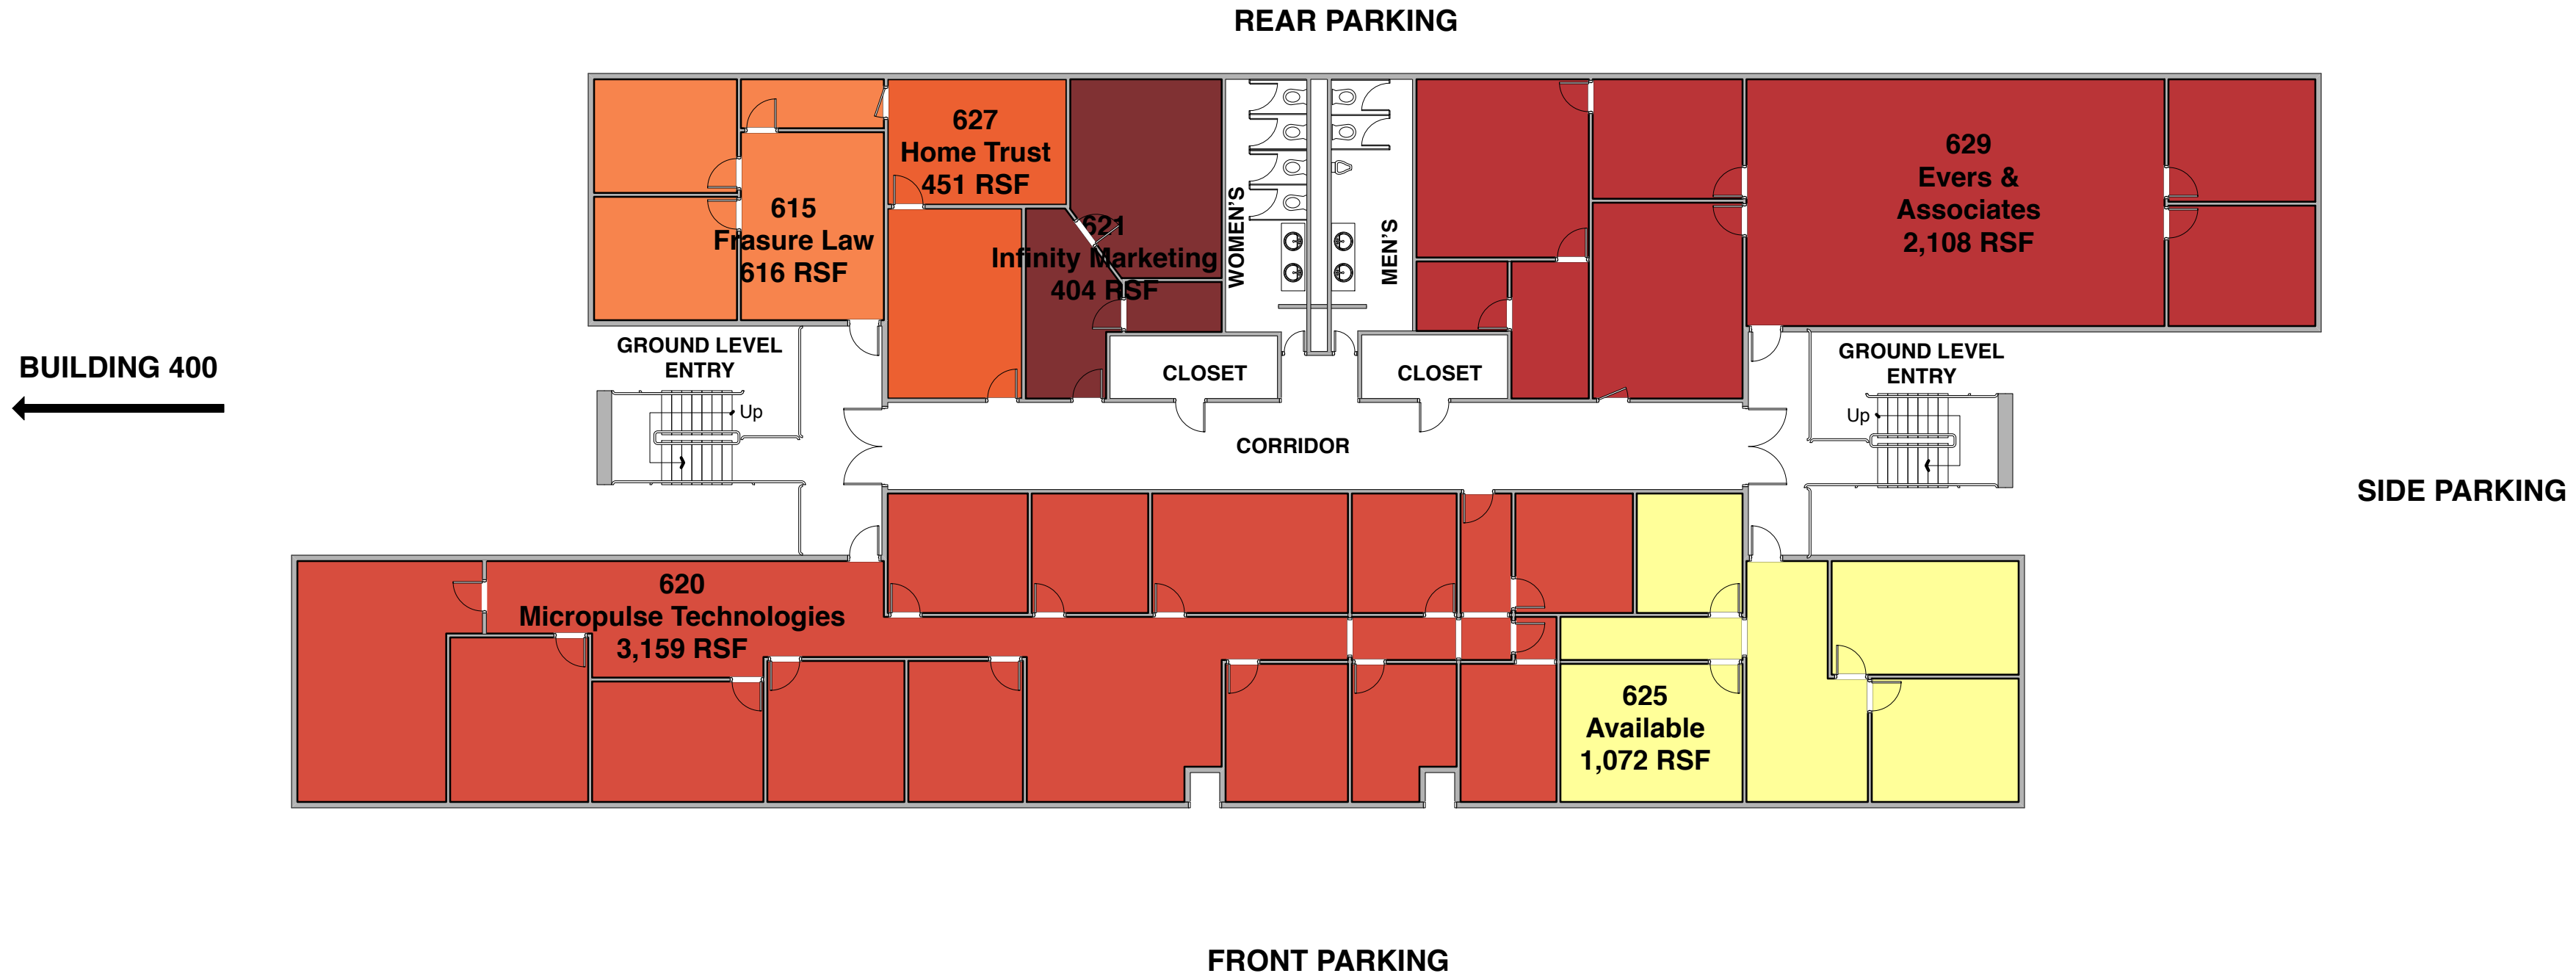 REAR PARKING
627
Home Trust
451 RSF
615
Frasure Law
616 RSF
621
Infinity Marketing
404 RSF
WOMEN'S
MEN'S
629
Evers &
Associates
2,108 RSF
GROUND LEVEL
ENTRY
Up
CLOSET
CLOSET
GROUND LEVEL
ENTRY
Up
BUILDING 400
CORRIDOR
SIDE PARKING
620
Micropulse Technologies
3,159 RSF
625
Available
1,072 RSF
FRONT PARKING